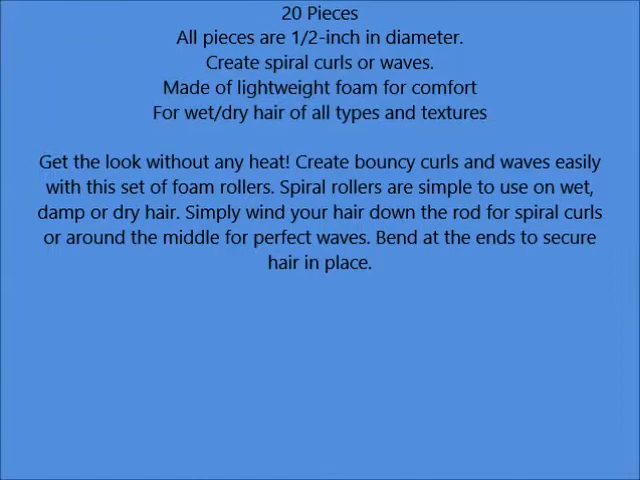 20 Pieces
All pieces are 1/2-inch in diameter.
Create spiral curls or waves.
Made of lightweight foam for comfort
For wet/dry hair of all types and textures
Get the look without any heat! Create bouncy curls and waves easily
with this set of foam rollers. Spiral rollers are simple to use on wet,
damp or dry hair. Simply wind your hair down the rod for spiral curls
or around the middle for perfect waves. Bend at the ends to secure
hair in place.